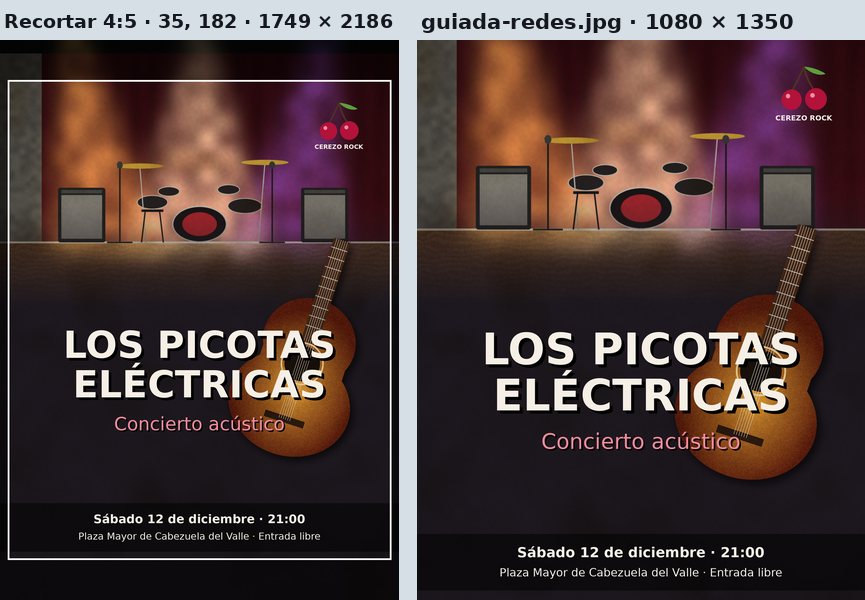 Recortar 4:5 · 35, 182 · 1749 × 2186
CEREZO ROCK
LOS PICOTAS
ELÉCTRICAS
Concierto acústico
Sábado 12 de diciembre · 21:00
Plaza Mayor de Cabezuela del Valle · Entrada libre
guiada-redes.jpg · 1080 × 1350
CEREZO ROCK
LOS PICOTAS
ELÉCTRICAS
Concierto acústico
Sábado 12 de diciembre · 21:00
Plaza Mayor de Cabezuela del Valle · Entrada libre